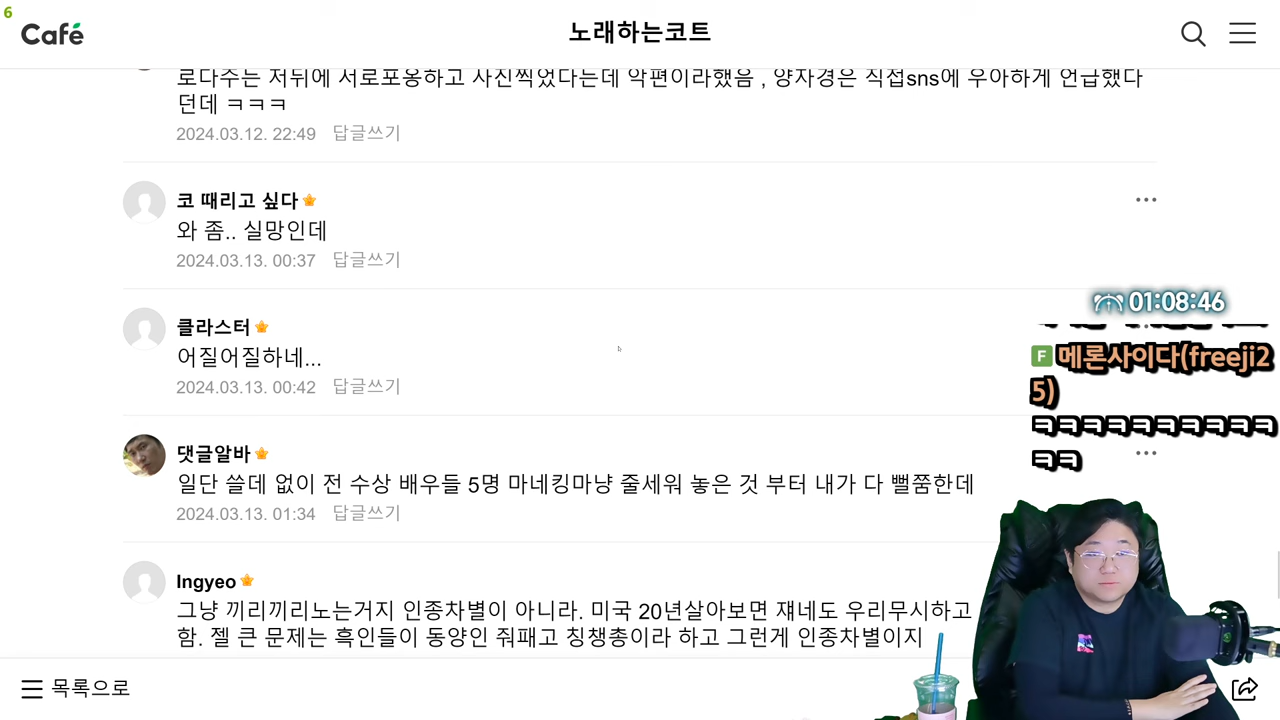 6
Café
노래하는코트
로다주는 저뒤에 서로포옹하고 사진찍었다는데 악편이라했음 , 양자경은 직접sns에 우아하게 언급했다
던데 ㅋㅋㅋ
2024.03.12. 22:49 답글쓰기
코 때리고 싶다
와 좀.. 실망인데
2024.03.13. 00:37 답글쓰기
클라스터
어질어질하네...
2024.03.13. 00:42 답글쓰기
01:08:46
F 메론사이다(freeji2
5)
ㅋㅋㅋㅋㅋㅋㅋㅋㅋㅋ
ㅋㅋ
댓글알바
일단 쓸데 없이 전 수상 배우들 5명 마네킹마냥 줄세워 놓은 것 부터 내가 다 뻘쭘한데
2024.03.13. 01:34 답글쓰기
Ingyeo
그냥 끼리끼리노는거지 인종차별이 아니라. 미국 20년살아보면 쟤네도 우리무시하고
함. 젤 큰 문제는 흑인들이 동양인 줘패고 칭챙총이라 하고 그런게 인종차별이지
목록으로